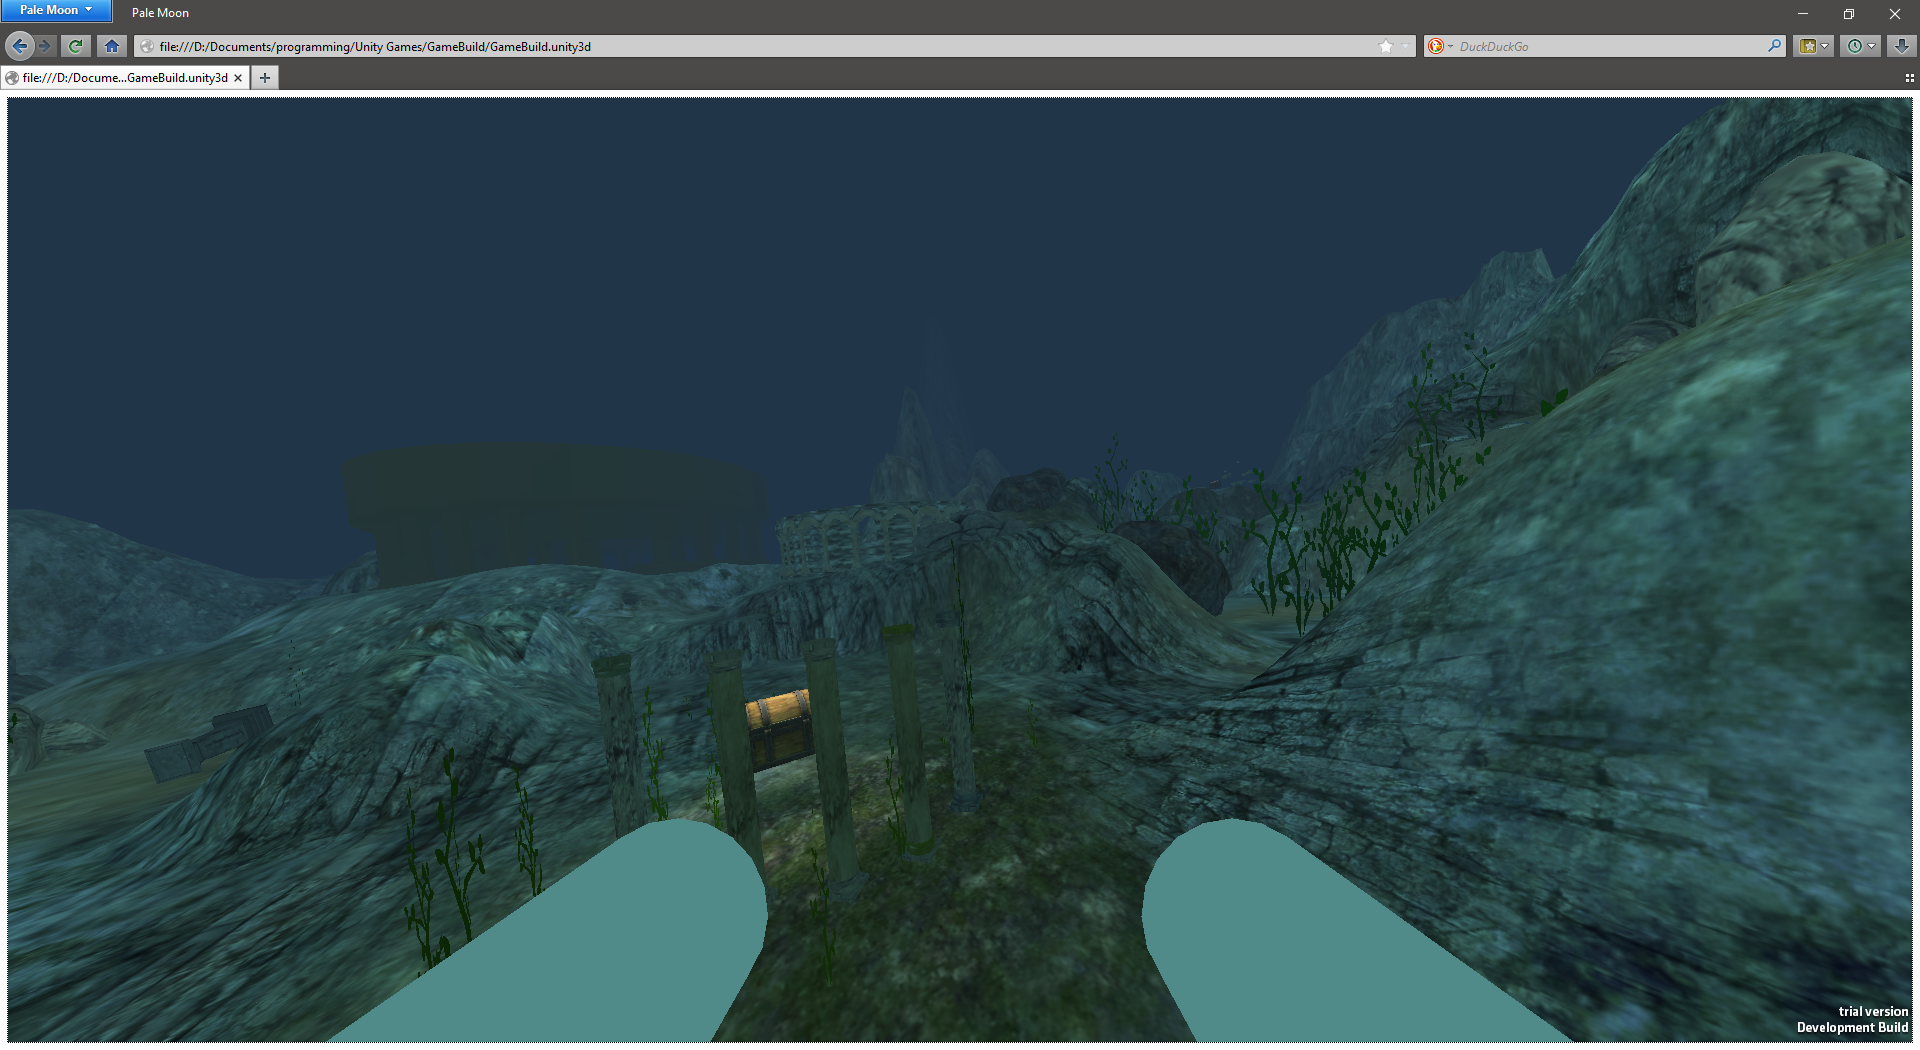 Pale Moon
Pale Moon
file:///D:/Documents/programming/Unity Games/GameBuild/GameBuild.unity3d
DuckDuckGo
file:///D:/Docume...GameBuild.unity3d
trial version
Development Build